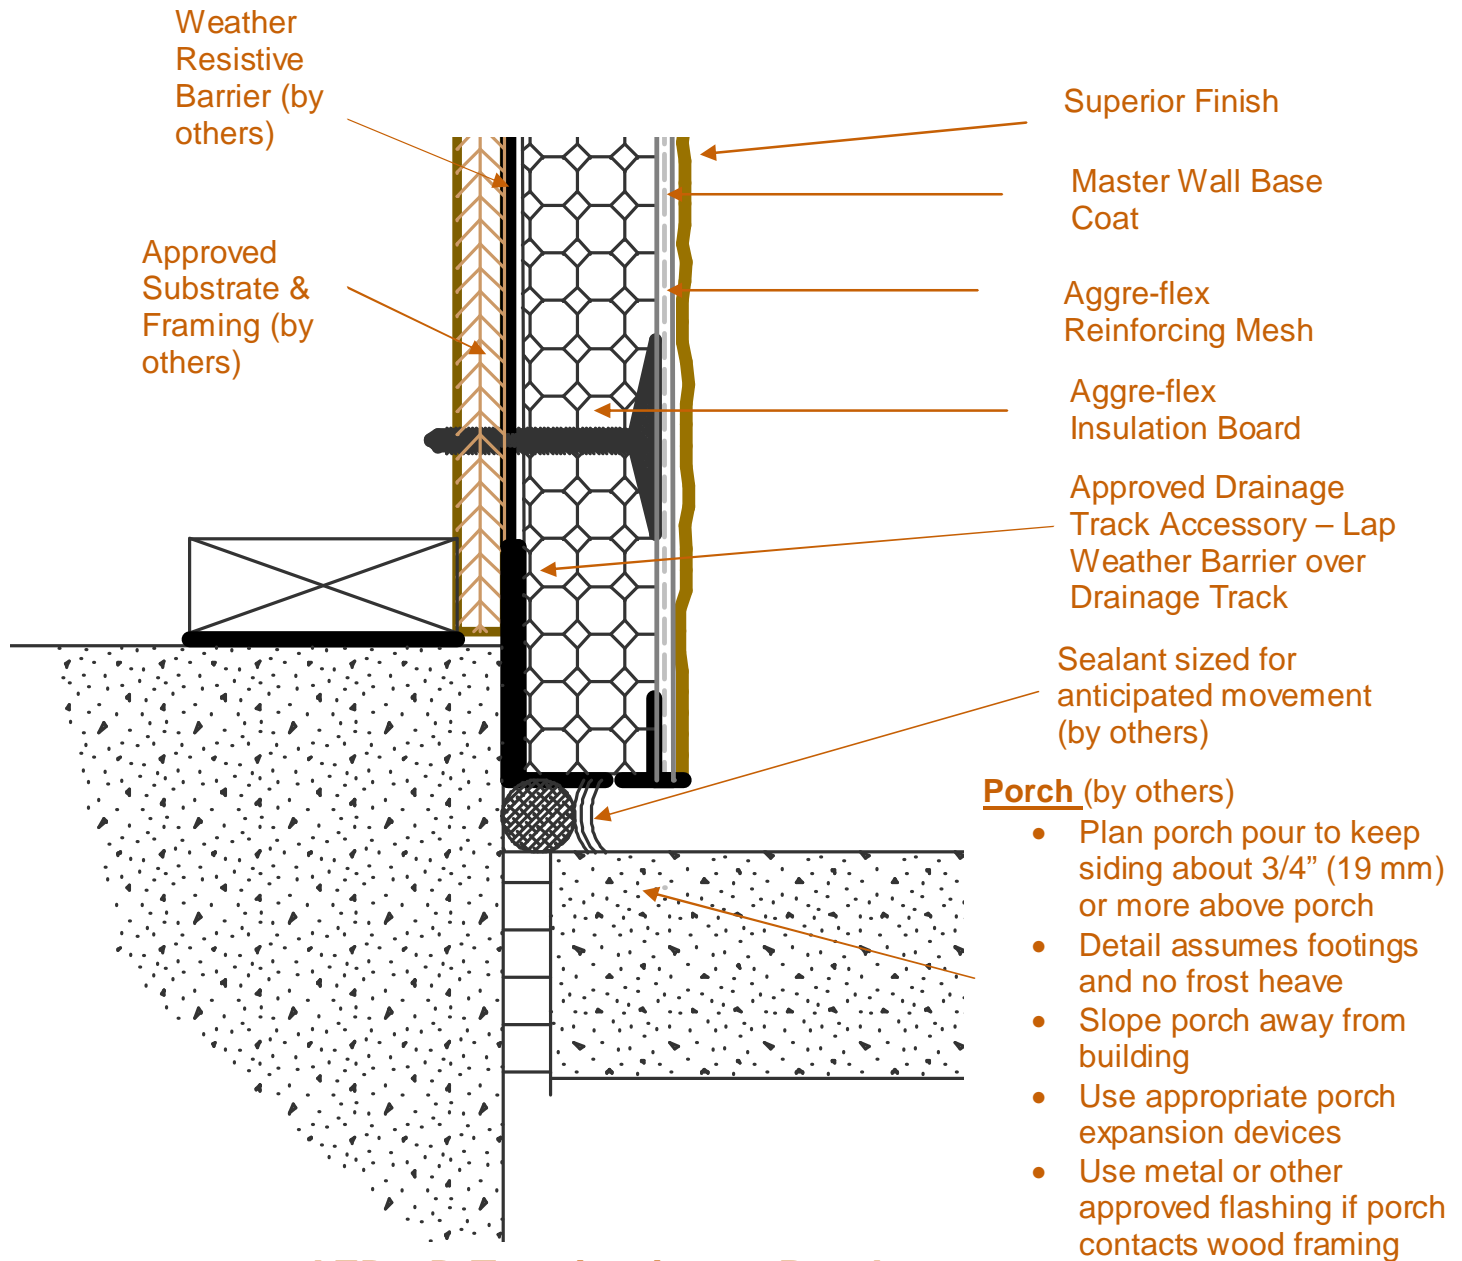 Weather
Resistive
Barrier (by
others)
Approved
Substrate &
Framing (by
others)
Superior Finish
Master Wall Base
Coat
Aggre-flex
Reinforcing Mesh
Aggre-flex
Insulation Board
Approved Drainage
Track Accessory – Lap
Weather Barrier over
Drainage Track
Sealant sized for
anticipated movement
(by others)
Porch (by others)
• Plan porch pour to keep
siding about 3/4” (19 mm)
or more above porch
• Detail assumes footings
and no frost heave
• Slope porch away from
building
• Use appropriate porch
expansion devices
• Use metal or other
approved flashing if porch
contacts wood framing